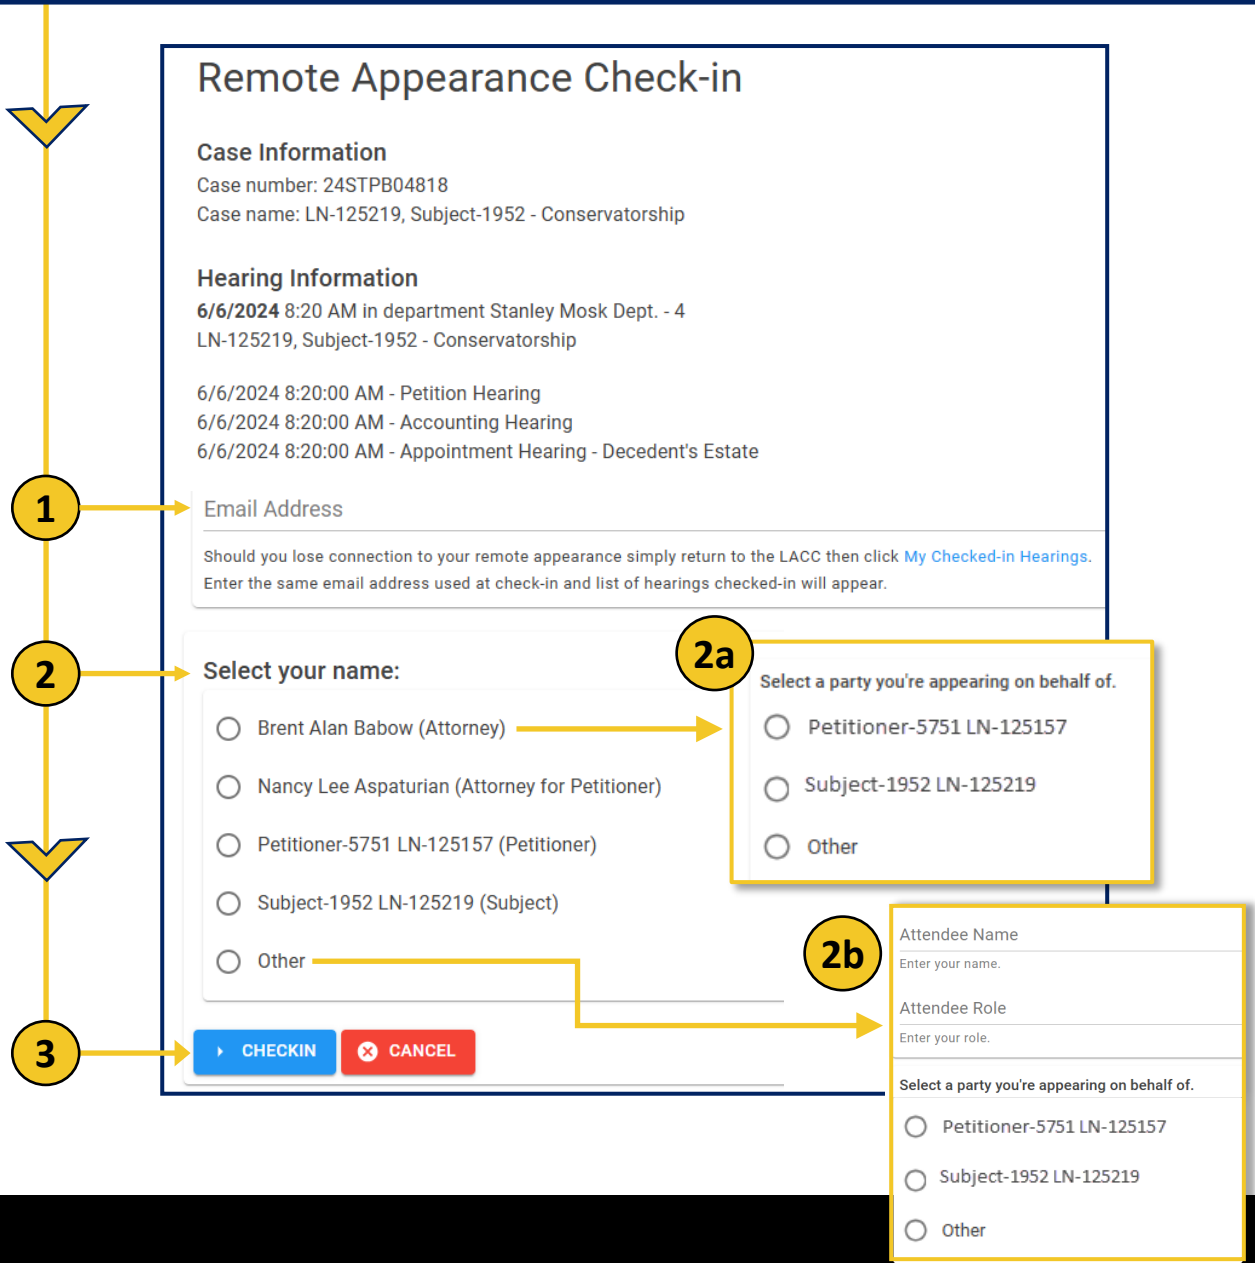 Remote Appearance Check-in
Case Information
Case number: 24STPB04818
Case name: LN-125219, Subject-1952 - Conservatorship
Hearing Information
6/6/2024 8:20 AM in department Stanley Mosk Dept. - 4
LN-125219, Subject-1952 - Conservatorship
6/6/2024 8:20:00 AM - Petition Hearing
6/6/2024 8:20:00 AM - Accounting Hearing
6/6/2024 8:20:00 AM - Appointment Hearing - Decedent's Estate
1
Email Address
Should you lose connection to your remote appearance simply return to the LACC then click My Checked-in Hearings.
Enter the same email address used at check-in and list of hearings checked-in will appear.
2
Select your name:
Brent Alan Babow (Attorney)
Nancy Lee Aspaturian (Attorney for Petitioner)
Petitioner-5751 LN-125157 (Petitioner)
Subject-1952 LN-125219 (Subject)
Other
2a
Select a party you're appearing on behalf of.
Petitioner-5751 LN-125157
Subject-1952 LN-125219
Other
2b
Attendee Name
Enter your name.
Attendee Role
Enter your role.
Select a party you're appearing on behalf of.
Petitioner-5751 LN-125157
Subject-1952 LN-125219
Other
3
CHECKIN
CANCEL